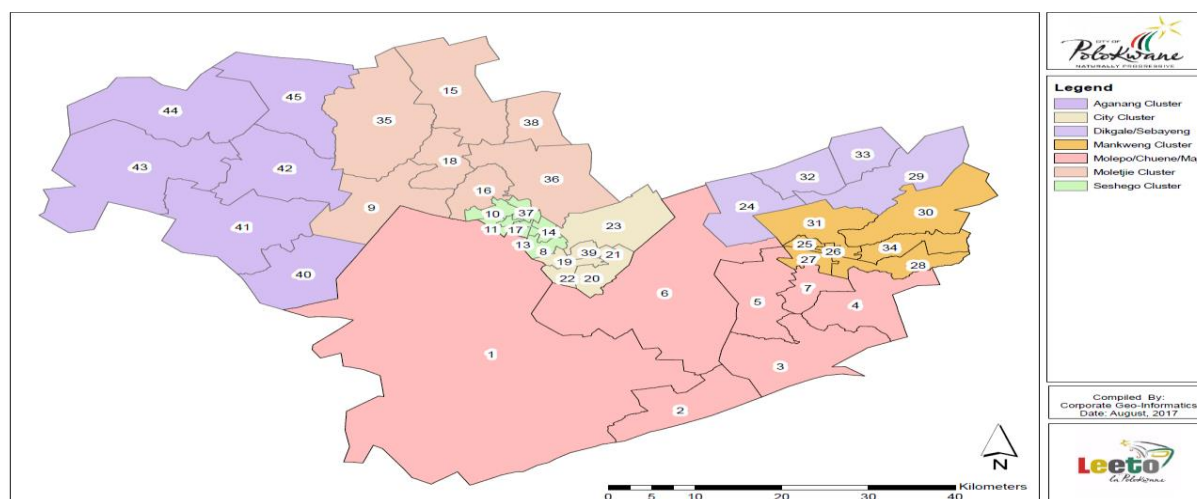 44
45
15
35
38
43
42
18
16
36
9
41
40
10
37
11
17
14
13
8
23
39
19
21
22
20
1
6
2
3
5
7
4
24
32
33
29
30
31
25
26
27
34
28
N
Kilometers
0 2.5 5 10 20 30 40
CITY OF
POLOKWANE
NATURALLY PROGRESSIVE
Legend
Aganang Cluster
City Cluster
Dikgale/Sebayeng
Mankweng Cluster
Molepo/Chuene/Ma
Moletjie Cluster
Seshego Cluster
Compiled By:
Corporate Geo-Informatics
Date: August, 2017
Leeto
la Polokwane